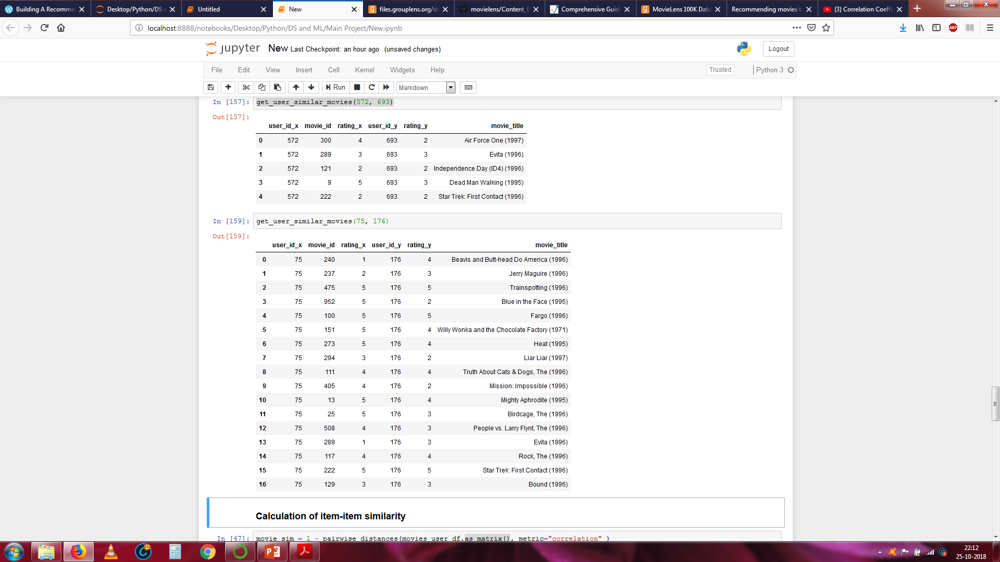 Building A Recomme
Desktop/Python/DS a
Untitled
New
files.grouplens.org/da
movielens/Content_B
Comprehensive Guid
MovieLens 100K Data
Recommending movies t
(3) Correlation Coeffi
localhost:8888/notebooks/Desktop/Python/DS and ML/Main Project/New.ipynb
ABP
jupyter New Last Checkpoint: an hour ago (unsaved changes)
Logout
File Edit View Insert Cell Kernel Widgets Help
Trusted
Python 3
Run
Markdown
In [157]: get_user_similar_movies(572, 693)
Out[157]:
user_id_x movie_id rating_x user_id_y rating_y movie_title
0 572 300 4 693 2 Air Force One (1997)
1 572 289 3 693 3 Evita (1996)
2 572 121 2 693 2 Independence Day (ID4) (1996)
3 572 9 5 693 3 Dead Man Walking (1995)
4 572 222 2 693 2 Star Trek: First Contact (1996)
In [159]: get_user_similar_movies(75, 176)
Out[159]:
user_id_x movie_id rating_x user_id_y rating_y movie_title
0 75 240 1 176 4 Beavis and Butt-head Do America (1996)
1 75 237 2 176 3 Jerry Maguire (1996)
2 75 475 5 176 5 Trainspotting (1996)
3 75 952 5 176 2 Blue in the Face (1995)
4 75 100 5 176 5 Fargo (1996)
5 75 151 5 176 4 Willy Wonka and the Chocolate Factory (1971)
6 75 273 5 176 4 Heat (1995)
7 75 294 3 176 2 Liar Liar (1997)
8 75 111 4 176 4 Truth About Cats & Dogs, The (1996)
9 75 405 4 176 2 Mission: Impossible (1996)
10 75 13 5 176 4 Mighty Aphrodite (1995)
11 75 25 5 176 3 Birdcage, The (1996)
12 75 508 4 176 3 People vs. Larry Flynt, The (1996)
13 75 289 1 176 3 Evita (1996)
14 75 117 4 176 4 Rock, The (1996)
15 75 222 5 176 5 Star Trek: First Contact (1996)
16 75 129 3 176 3 Bound (1996)
Calculation of item-item similarity
In [47]: movie_sim = 1 - pairwise_distances(movies_user_df.as_matrix(), metric="correlation" )
22:12
25-10-2018